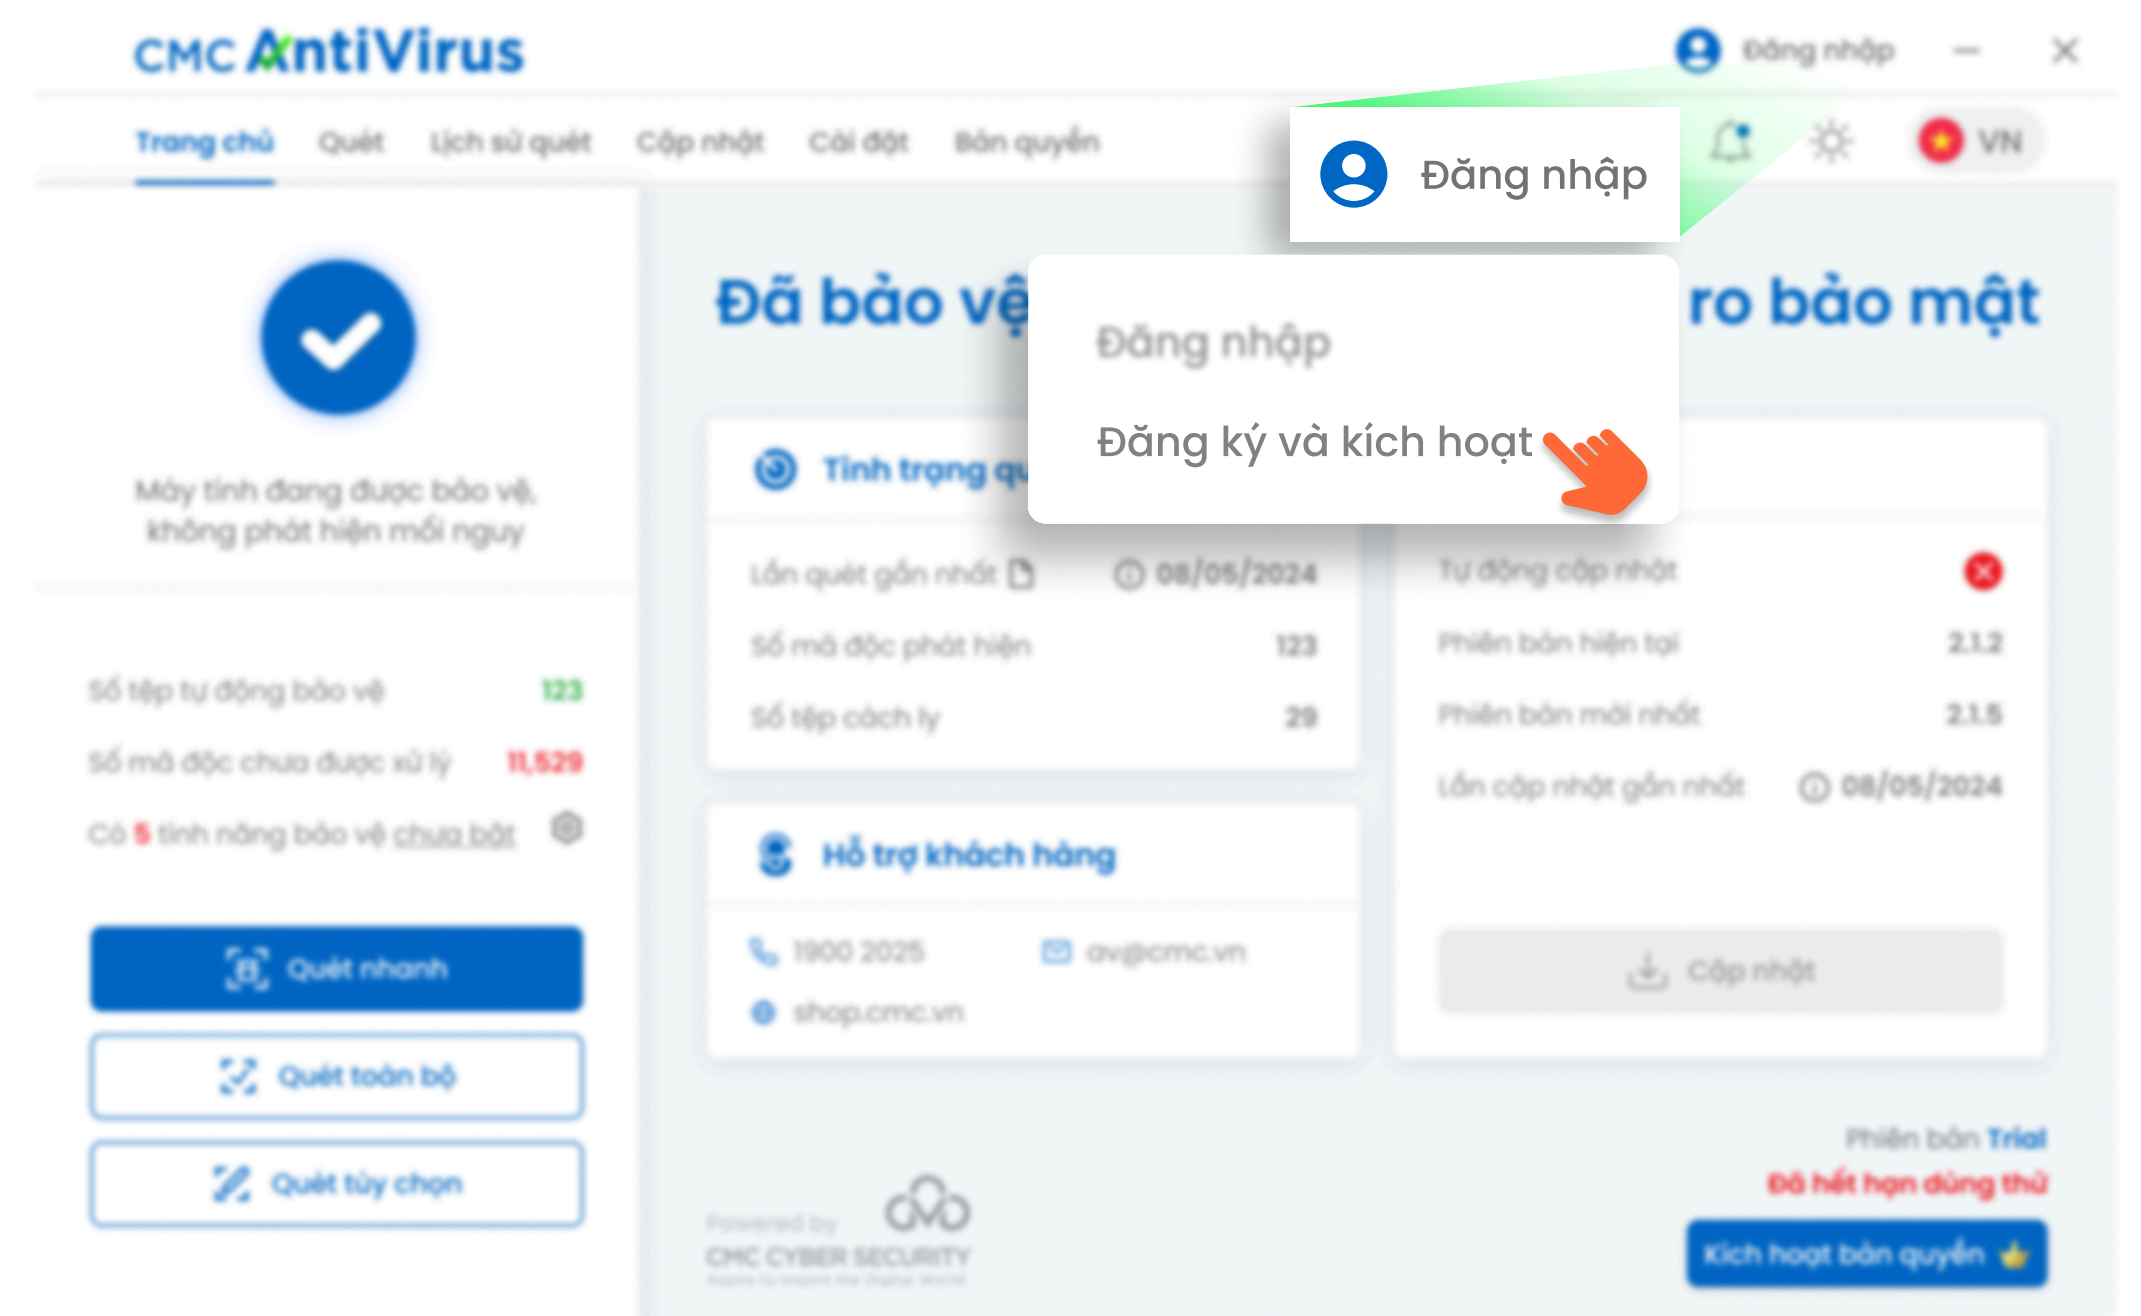 CMC AntiVirus
Đăng nhập
Trang chủ
Quét
Lịch sử quét
Cập nhật
Cài đặt
Bản quyền
Đăng nhập
VN
Đã bảo vệ
ro bảo mật
Đăng nhập
Đăng ký và kích hoạt
Máy tính đang được bảo vệ,
không phát hiện mối nguy
Số tệp tự động bảo vệ 123
Số mã độc chưa được xử lý 11,529
Có 5 tính năng bảo vệ chưa bật
Quét nhanh
Quét toàn bộ
Quét tùy chọn
Tình trạng qu
Lần quét gần nhất 08/05/2024
Số mã độc phát hiện 123
Số tệp cách ly 29
Hỗ trợ khách hàng
1900 2025
av@cmc.vn
shop.cmc.vn
Tự động cập nhật
Phiên bản hiện tại 2.1.2
Phiên bản mới nhất 2.1.5
Lần cập nhật gần nhất 08/05/2024
Cập nhật
Powered by
CMC CYBER SECURITY
Aspire to Inspire the Digital World
Phiên bản Trial
Đã hết hạn dùng thử
Kích hoạt bản quyền